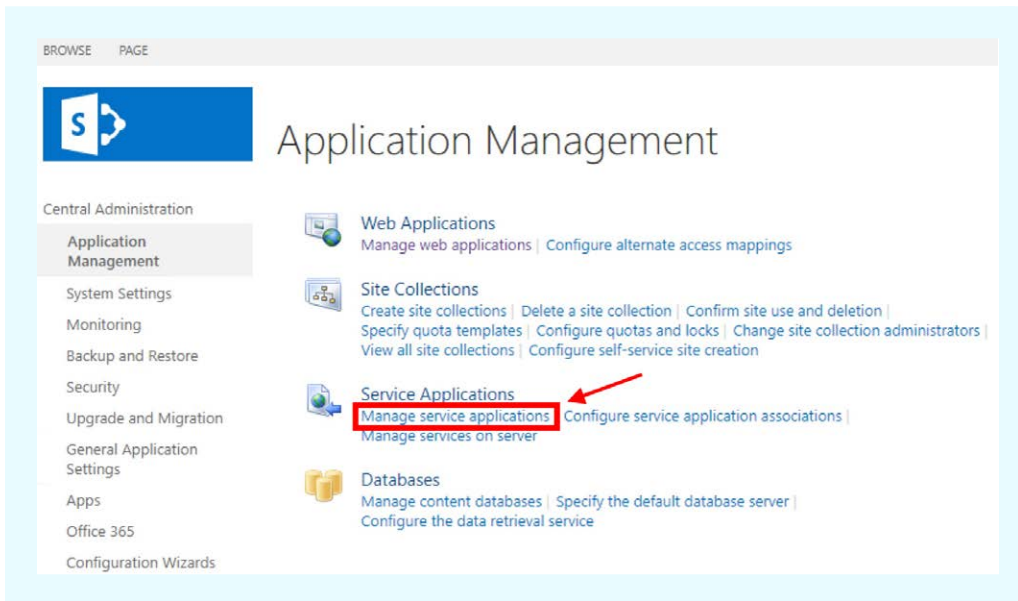 BROWSE PAGE
S
Application Management
Central Administration
Application
Management
System Settings
Monitoring
Backup and Restore
Security
Upgrade and Migration
General Application
Settings
Apps
Office 365
Configuration Wizards
Web Applications
Manage web applications | Configure alternate access mappings
Site Collections
Create site collections | Delete a site collection | Confirm site use and deletion |
Specify quota templates | Configure quotas and locks | Change site collection administrators |
View all site collections | Configure self-service site creation
Service Applications
Manage service applications Configure service application associations |
Manage services on server
Databases
Manage content databases | Specify the default database server |
Configure the data retrieval service